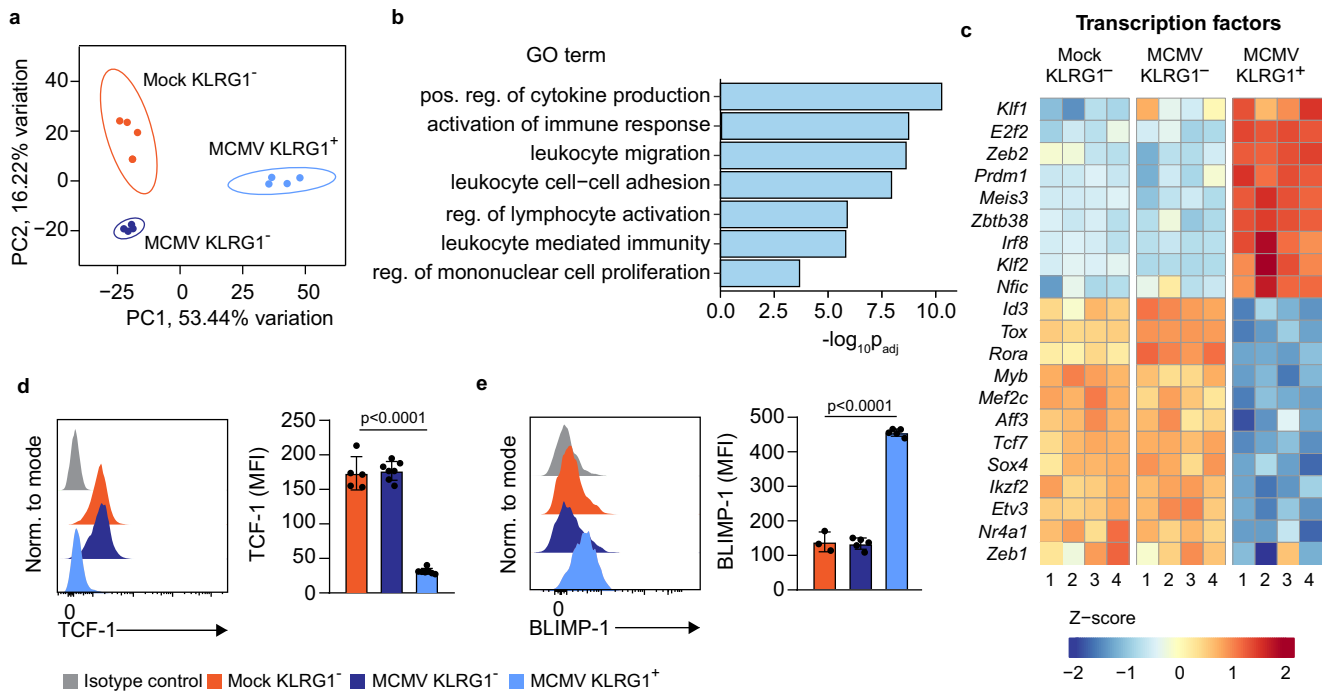 a
PC2, 16.22% variation
40
20
0
−20
Mock KLRG1-
MCMV KLRG1+
MCMV KLRG1-
−25
0
25
50
PC1, 53.44% variation
b
GO term
pos. reg. of cytokine production
activation of immune response
leukocyte migration
leukocyte cell−cell adhesion
reg. of lymphocyte activation
leukocyte mediated immunity
reg. of mononuclear cell proliferation
0.0
2.5
5.0
7.5
10.0
-log10padj
c
Transcription factors
Mock KLRG1−
MCMV KLRG1−
MCMV KLRG1+
Klf1
E2f2
Zeb2
Prdm1
Meis3
Zbtb38
Irf8
Klf2
Nfic
Id3
Tox
Rora
Myb
Mef2c
Aff3
Tcf7
Sox4
Ikzf2
Etv3
Nr4a1
Zeb1
1 2 3 4 1 2 3 4 1 2 3 4
Z−score
−2 −1 0 1 2
d
Norm. to mode
0
TCF-1
TCF-1 (MFI)
250
200
150
100
50
0
p<0.0001
e
Norm. to mode
0
BLIMP-1
BLIMP-1 (MFI)
500
400
300
200
100
0
p<0.0001
Isotype control
Mock KLRG1-
MCMV KLRG1-
MCMV KLRG1+